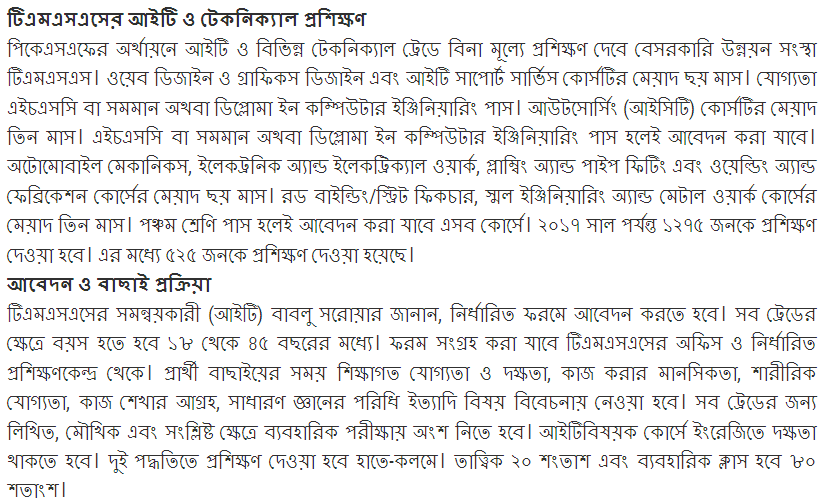 টিএমএসএসের আইটি ও টেকনিক্যাল প্রশিক্ষণ
পিকেএসএফের অর্থায়নে আইটি ও বিভিন্ন টেকনিক্যাল ট্রেডে বিনা মূল্যে প্রশিক্ষণ দেবে বেসরকারি উন্নয়ন সংস্থা
টিএমএসএস। ওয়েব ডিজাইন ও গ্রাফিকস ডিজাইন এবং আইটি সাপোর্ট সার্ভিস কোর্সটির মেয়াদ ছয় মাস। যোগ্যতা
এইচএসসি বা সমমান অথবা ডিপ্লোমা ইন কম্পিউটার ইঞ্জিনিয়ারিং পাস। আউটসোর্সিং (আইসিটি) কোর্সটির মেয়াদ
তিন মাস। এইচএসসি বা সমমান অথবা ডিপ্লোমা ইন কম্পিউটার ইঞ্জিনিয়ারিং পাস হলেই আবেদন করা যাবে।
অটোমোবাইল মেকানিকস, ইলেকট্রনিক অ্যান্ড ইলেকট্রিক্যাল ওয়ার্ক, প্লাম্বিং অ্যান্ড পাইপ ফিটিং এবং ওয়েল্ডিং অ্যান্ড
ফেব্রিকেশন কোর্সের মেয়াদ ছয় মাস। রড বাইন্ডিং/স্ট্রিট ফিকচার, স্মল ইঞ্জিনিয়ারিং অ্যান্ড মেটাল ওয়ার্ক কোর্সের
মেয়াদ তিন মাস। পঞ্চম শ্রেণি পাস হলেই আবেদন করা যাবে এসব কোর্সে। ২০১৭ সাল পর্যন্ত ১২৭৫ জনকে প্রশিক্ষণ
দেওয়া হবে। এর মধ্যে ৫২৫ জনকে প্রশিক্ষণ দেওয়া হয়েছে।
আবেদন ও বাছাই প্রক্রিয়া
টিএমএসএসের সমন্বয়কারী (আইটি) বাবলু সরোয়ার জানান, নির্ধারিত ফরমে আবেদন করতে হবে। সব ট্রেডের
ক্ষেত্রে বয়স হতে হবে ১৮ থেকে ৪৫ বছরের মধ্যে। ফরম সংগ্রহ করা যাবে টিএমএসএসের অফিস ও নির্ধারিত
প্রশিক্ষণকেন্দ্র থেকে। প্রার্থী বাছাইয়ের সময় শিক্ষাগত যোগ্যতা ও দক্ষতা, কাজ করার মানসিকতা, শারীরিক
যোগ্যতা, কাজ শেখার আগ্রহ, সাধারণ জ্ঞানের পরিধি ইত্যাদি বিষয় বিবেচনায় নেওয়া হবে। সব ট্রেডের জন্য
লিখিত, মৌখিক এবং সংশ্লিষ্ট ক্ষেত্রে ব্যবহারিক পরীক্ষায় অংশ নিতে হবে। আইটিবিষয়ক কোর্সে ইংরেজিতে দক্ষতা
থাকতে হবে। দুই পদ্ধতিতে প্রশিক্ষণ দেওয়া হবে হাতে-কলমে। তাত্ত্বিক ২০ শংতাশ এবং ব্যবহারিক ক্লাস হবে ৮০
শতাংশ।